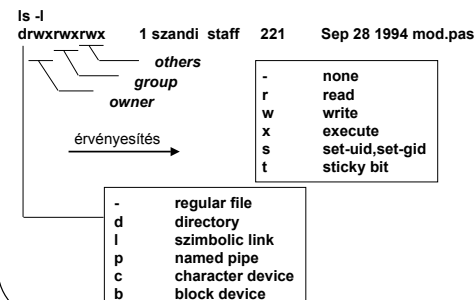 ls -l
drwxrwxrwx 1 szandi staff 221 Sep 28 1994 mod.pas
others
group
owner
érvényesítés
- none
r read
w write
x execute
s set-uid,set-gid
t sticky bit
- regular file
d directory
l szimbolic link
p named pipe
c character device
b block device